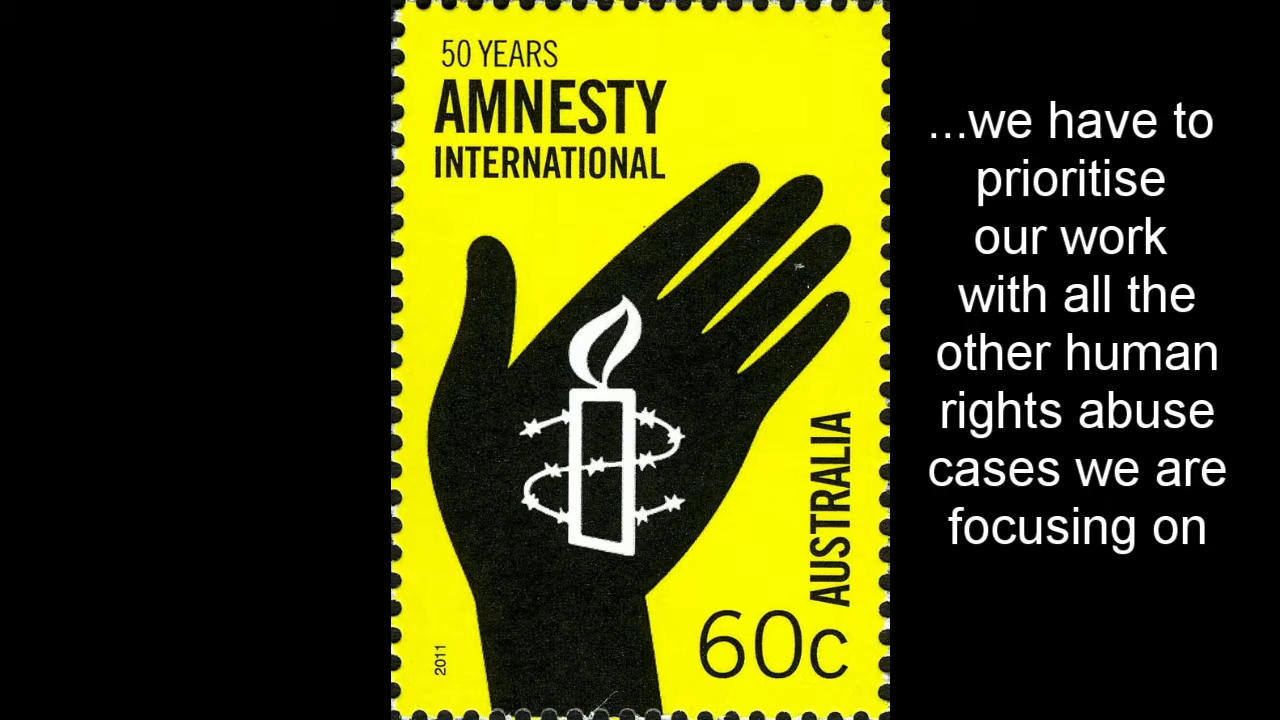 50 YEARS
AMNESTY
INTERNATIONAL
AUSTRALIA
60c
2011
...we have to
prioritise
our work
with all the
other human
rights abuse
cases we are
focusing on